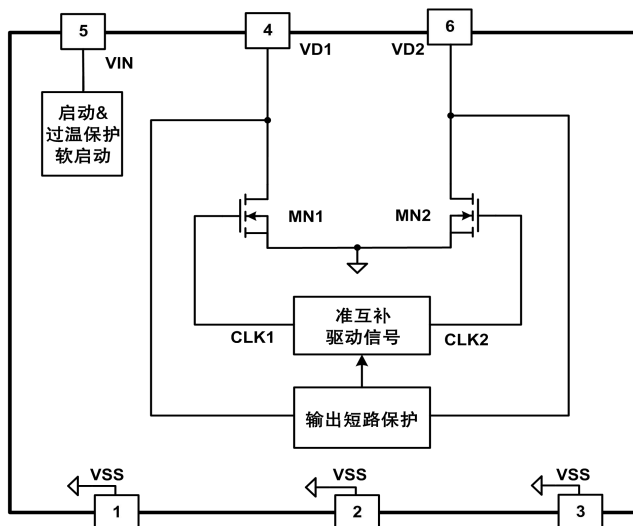 5
4
6
VIN
VD1
VD2
启动&
过温保护
软启动
MN1
MN2
准互补
驱动信号
CLK1
CLK2
输出短路保护
VSS
VSS
VSS
1
2
3